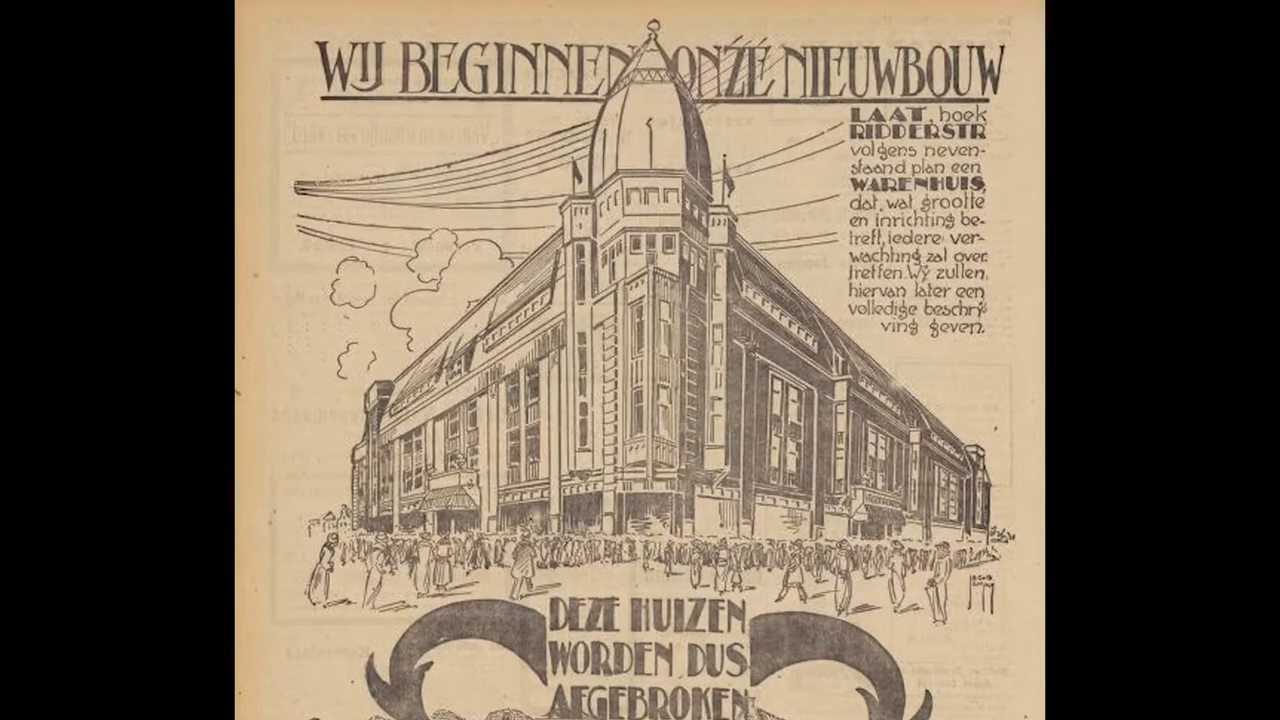 WIJ BEGINNEN ONZE NIEUWBOUW
LAAT, hoek
RIDDERSTR
volgens neven-
staand plan een
WARENHUIS,
dat, wat grootte
en inrichting be-
treft, iedere ver-
wachting zal over
treffen. Wÿ zullen,
hiervan later een
volledige beschrÿ
ving geven.
DEZE HUIZEN
WORDEN DUS
AFGEBROKEN: